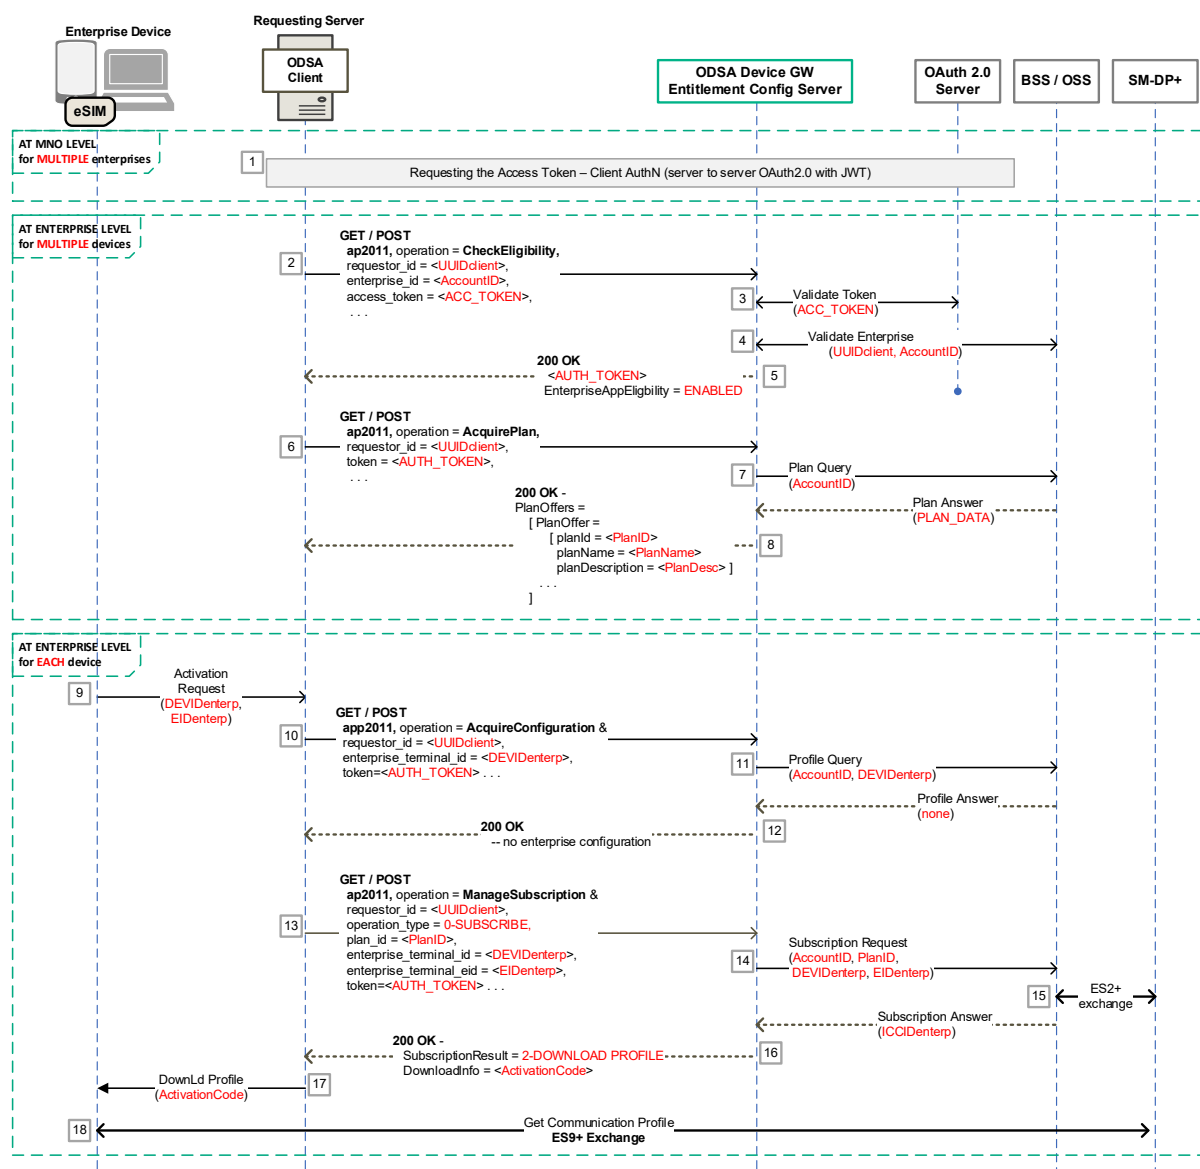 Enterprise Device
Requesting Server
ODSA
Client
eSIM
ODSA Device GW
Entitlement Config Server
OAuth 2.0
Server
BSS / OSS
SM-DP+
AT MNO LEVEL
for MULTIPLE enterprises
1
Requesting the Access Token – Client AuthN (server to server OAuth2.0 with JWT)
AT ENTERPRISE LEVEL
for MULTIPLE devices
2
GET / POST
ap2011, operation = CheckEligibility,
requestor_id = <UUIDclient>,
enterprise_id = <AccountID>,
access_token = <ACC_TOKEN>,
. . .
3
Validate Token
(ACC_TOKEN)
4
Validate Enterprise
(UUIDclient, AccountID)
5
200 OK
<AUTH_TOKEN>
EnterpriseAppEligbility = ENABLED
6
GET / POST
ap2011, operation = AcquirePlan,
requestor_id = <UUIDclient>,
token = <AUTH_TOKEN>,
. . .
7
Plan Query
(AccountID)
Plan Answer
(PLAN_DATA)
8
200 OK -
PlanOffers =
[ PlanOffer =
[ planId = <PlanID>
planName = <PlanName>
planDescription = <PlanDesc> ]
. . .
]
AT ENTERPRISE LEVEL
for EACH device
9
Activation
Request
(DEVIDenterp,
EIDenterp)
10
GET / POST
app2011, operation = AcquireConfiguration &
requestor_id = <UUIDclient>,
enterprise_terminal_id = <DEVIDenterp>,
token=<AUTH_TOKEN> . . .
11
Profile Query
(AccountID, DEVIDenterp)
Profile Answer
(none)
12
200 OK
-- no enterprise configuration
13
GET / POST
ap2011, operation = ManageSubscription &
requestor_id = <UUIDclient>,
operation_type = 0-SUBSCRIBE,
plan_id = <PlanID>,
enterprise_terminal_id = <DEVIDenterp>,
enterprise_terminal_eid = <EIDenterp>,
token=<AUTH_TOKEN> . . .
14
Subscription Request
(AccountID, PlanID,
DEVIDenterp, EIDenterp)
15
ES2+
exchange
Subscription Answer
(ICCIDenterp)
16
200 OK -
SubscriptionResult = 2-DOWNLOAD PROFILE
DownloadInfo = <ActivationCode>
17
DownLd Profile
(ActivationCode)
18
Get Communication Profile
ES9+ Exchange